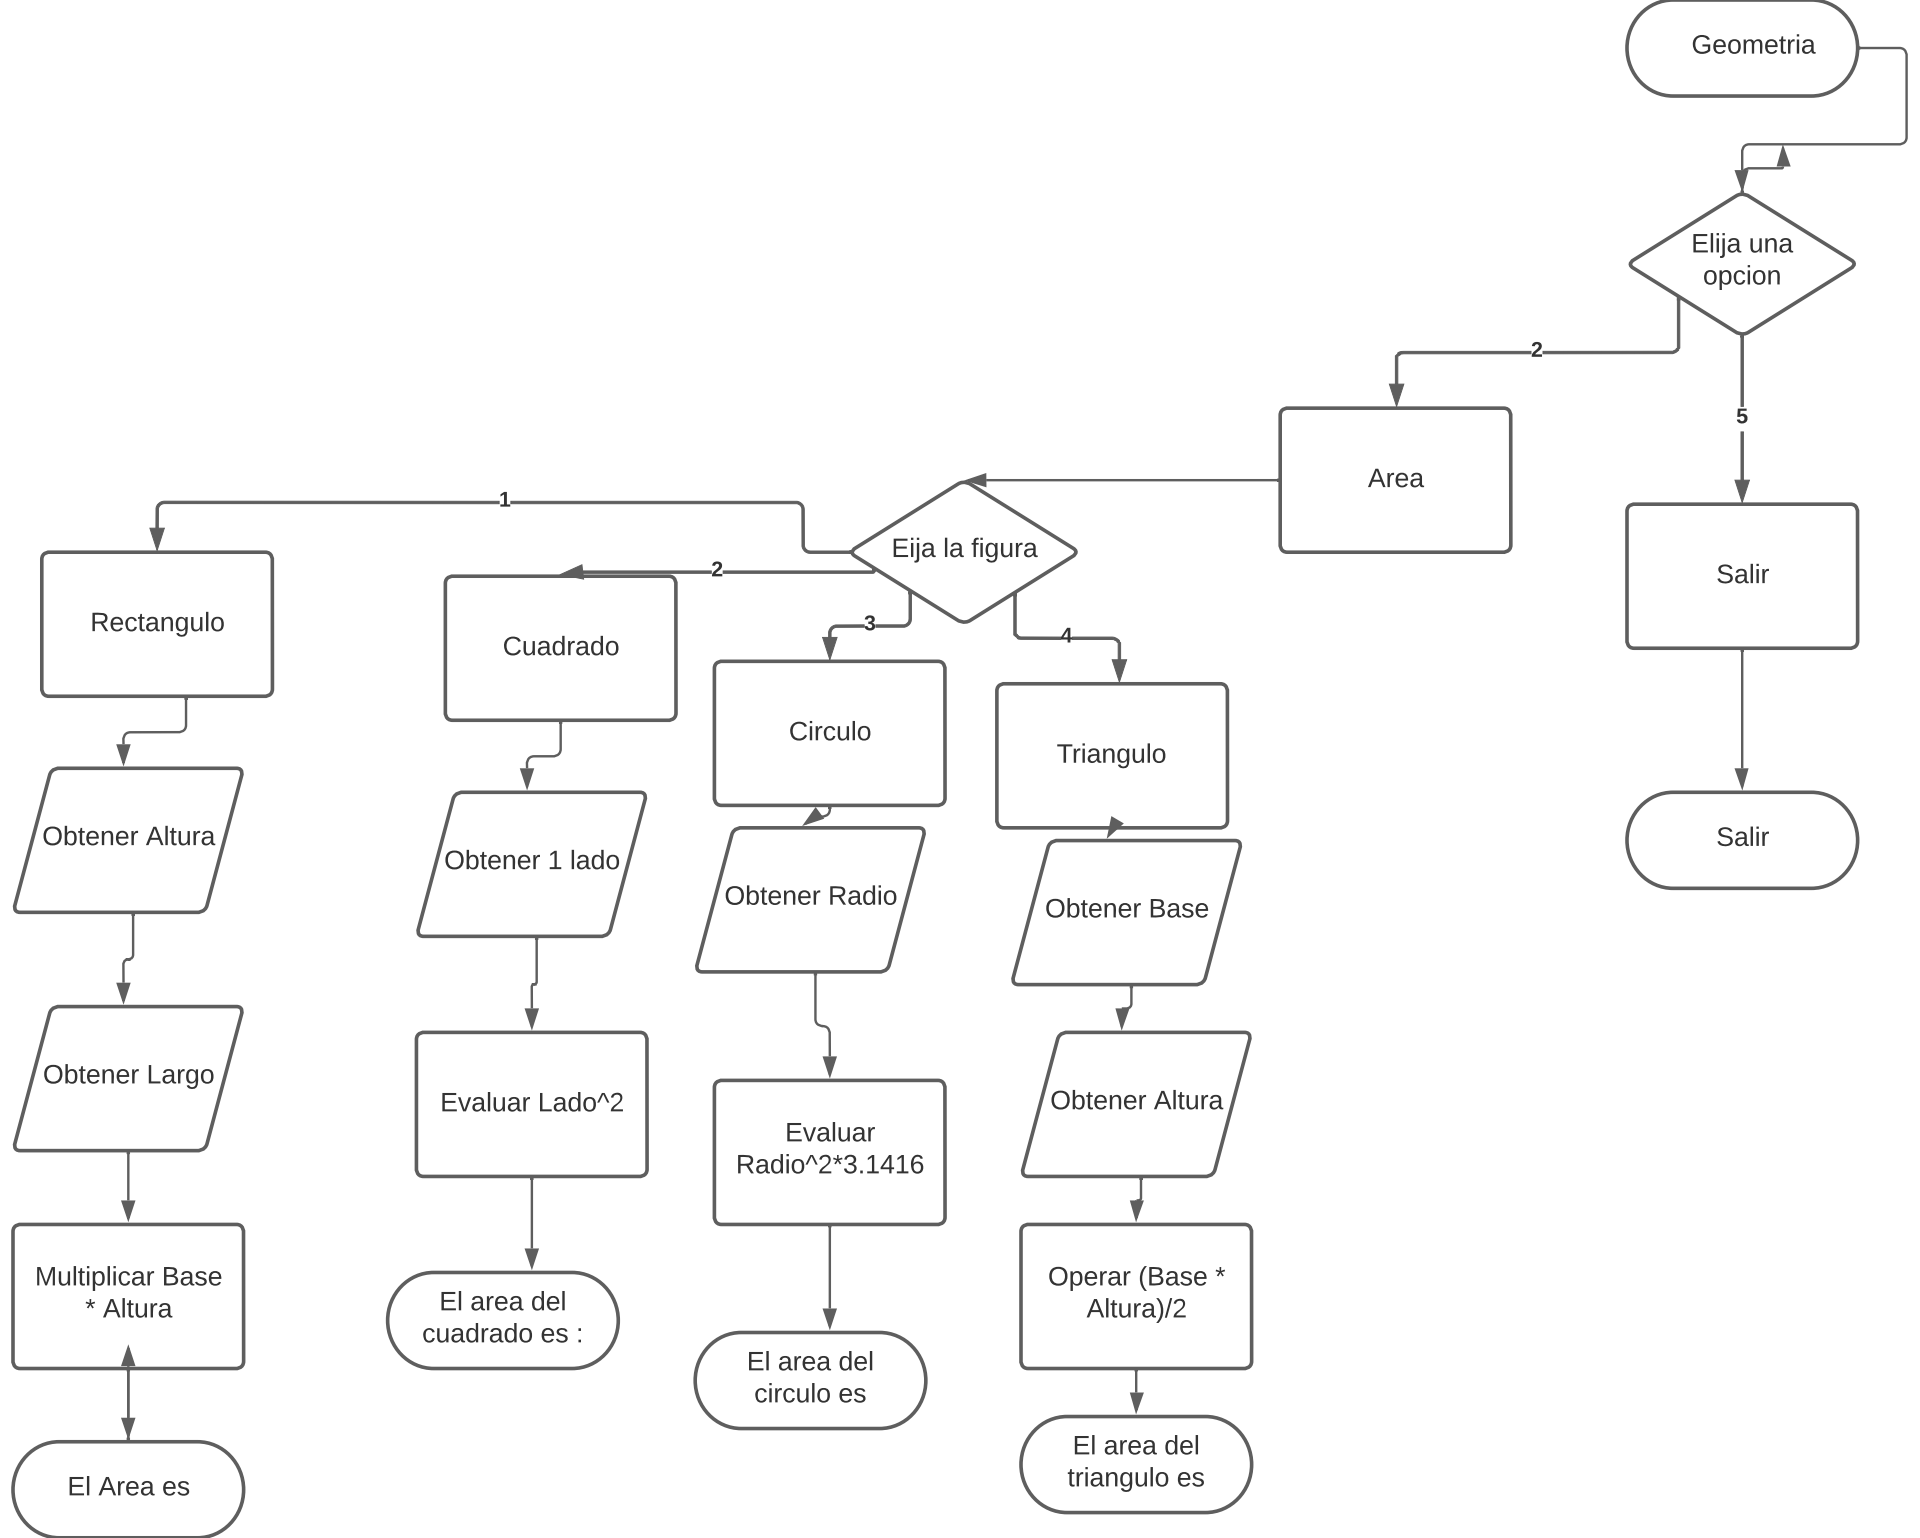 Geometria
Elija una
opcion
2
5
Area
Salir
Salir
Eija la figura
1
2
3
4
Rectangulo
Obtener Altura
Obtener Largo
Multiplicar Base
* Altura
El Area es
Cuadrado
Obtener 1 lado
Evaluar Lado^2
El area del
cuadrado es :
Circulo
Obtener Radio
Evaluar
Radio^2*3.1416
El area del
circulo es
Triangulo
Obtener Base
Obtener Altura
Operar (Base *
Altura)/2
El area del
triangulo es